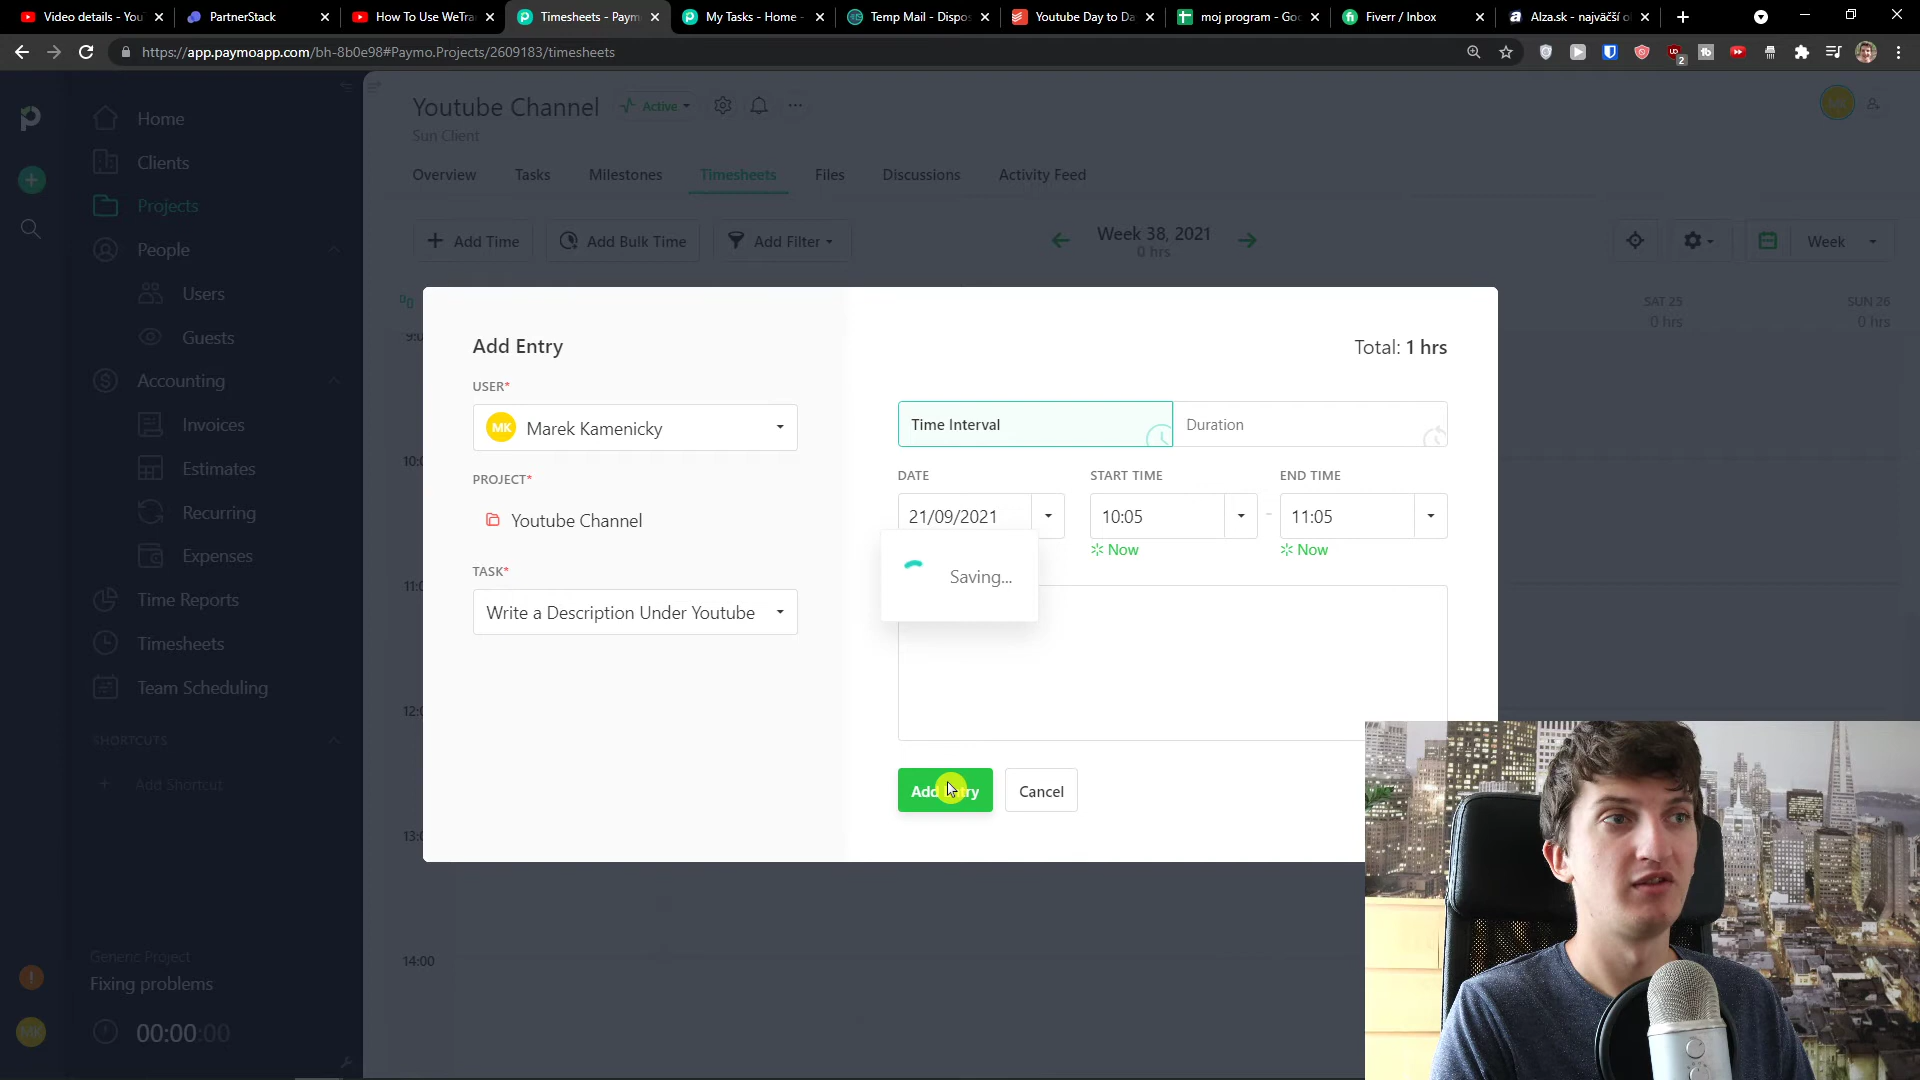 Video details - You
PartnerStack
How To Use WeTra
Timesheets - Paym
My Tasks - Home -
Temp Mail - Dispos
Youtube Day to Da
moj program - Goo
Fiverr / Inbox
Alza.sk - najväčší o
https://app.paymoapp.com/bh-8b0e98#Paymo.Projects/2609183/timesheets
2
Home
Clients
Projects
People
Users
Guests
Accounting
Invoices
Estimates
Recurring
Expenses
Time Reports
Timesheets
Team Scheduling
SHORTCUTS
Add Shortcut
Generic Project
Fixing problems
MK
00:00:00
Youtube Channel
Active
Sun Client
MK
Overview
Tasks
Milestones
Timesheets
Files
Discussions
Activity Feed
Add Time
Add Bulk Time
Add Filter
Week 38, 2021
0 hrs
Week
SAT 25
0 hrs
SUN 26
0 hrs
14:00
Add Entry
USER*
MK Marek Kamenicky
PROJECT*
Youtube Channel
TASK*
Write a Description Under Youtube
Total: 1 hrs
Time Interval
Duration
DATE
START TIME
END TIME
21/09/2021
10:05
-
11:05
Now
Now
Saving...
Add Entry
Cancel